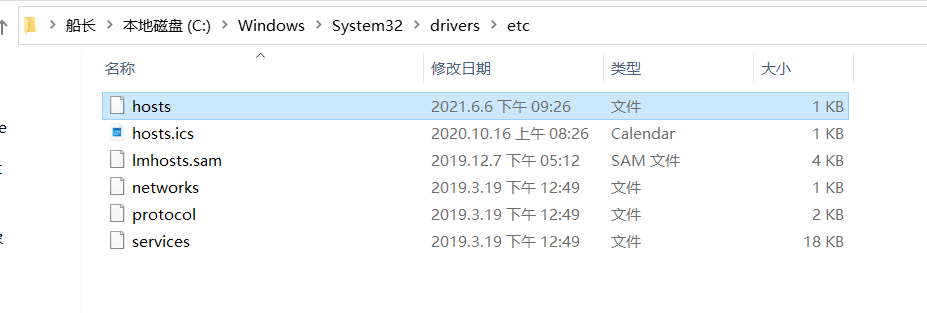 船长 > 本地磁盘 (C:) > Windows > System32 > drivers > etc
名称 修改日期 类型 大小
hosts 2021.6.6 下午 09:26 文件 1 KB
hosts.ics 2020.10.16 上午 08:26 Calendar 1 KB
lmhosts.sam 2019.12.7 下午 05:12 SAM 文件 4 KB
networks 2019.3.19 下午 12:49 文件 1 KB
protocol 2019.3.19 下午 12:49 文件 2 KB
services 2019.3.19 下午 12:49 文件 18 KB